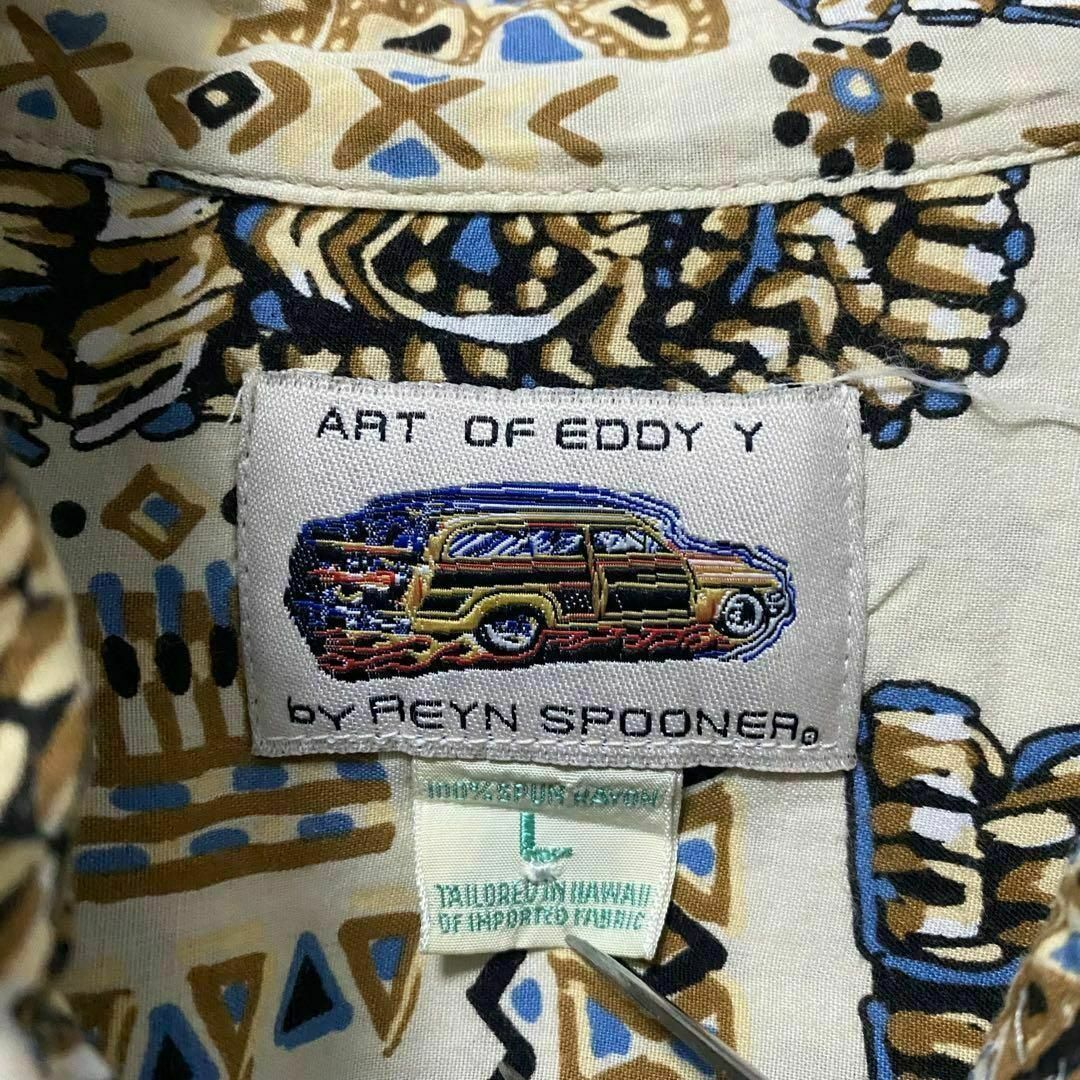 ART OF EDDY Y
by REYN SPOONER®
100% SPUN RAYON
L
TAILORED IN HAWAII
OF IMPORTED FABRIC